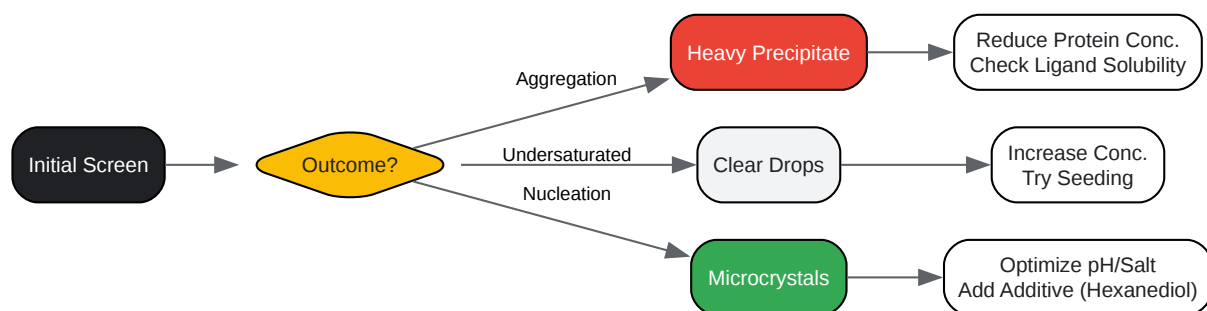 Initial Screen
Outcome?
Aggregation
Undersaturated
Nucleation
Heavy Precipitate
Reduce Protein Conc.
Check Ligand Solubility
Clear Drops
Increase Conc.
Try Seeding
Microcrystals
Optimize pH/Salt
Add Additive (Hexanediol)